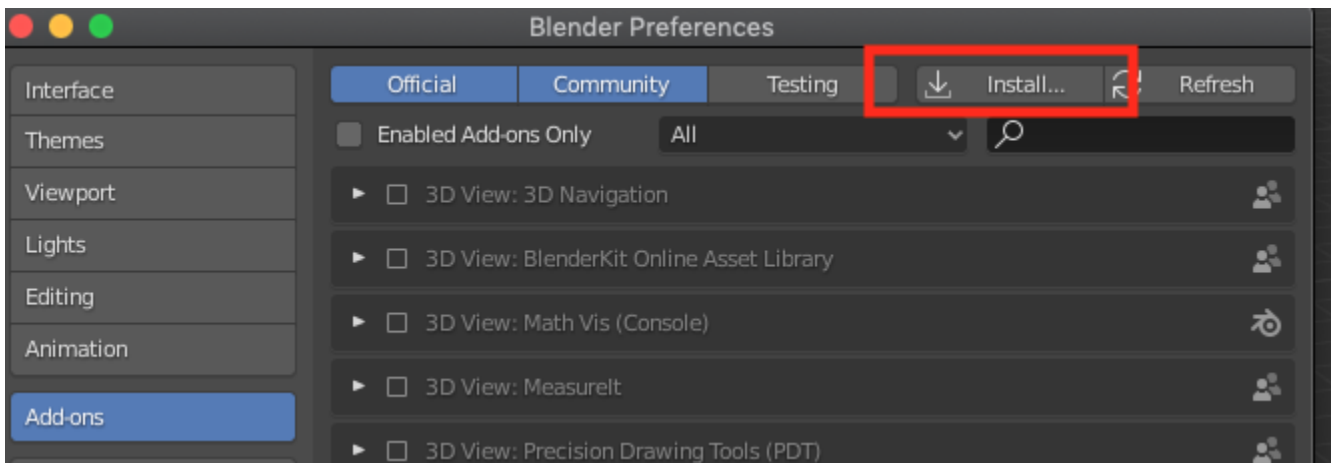 Blender Preferences
Interface
Themes
Viewport
Lights
Editing
Animation
Add-ons
Official Community Testing Install... Refresh
Enabled Add-ons Only All
3D View: 3D Navigation
3D View: BlenderKit Online Asset Library
3D View: Math Vis (Console)
3D View: MeasureIt
3D View: Precision Drawing Tools (PDT)